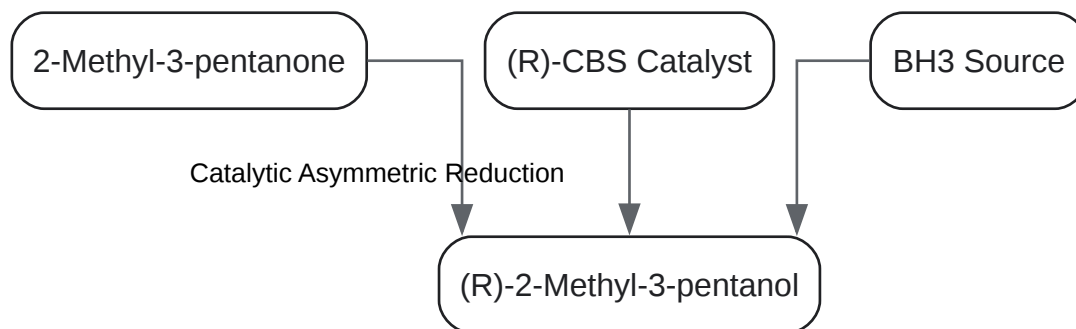 2-Methyl-3-pentanone
(R)-CBS Catalyst
BH3 Source
Catalytic Asymmetric Reduction
(R)-2-Methyl-3-pentanol